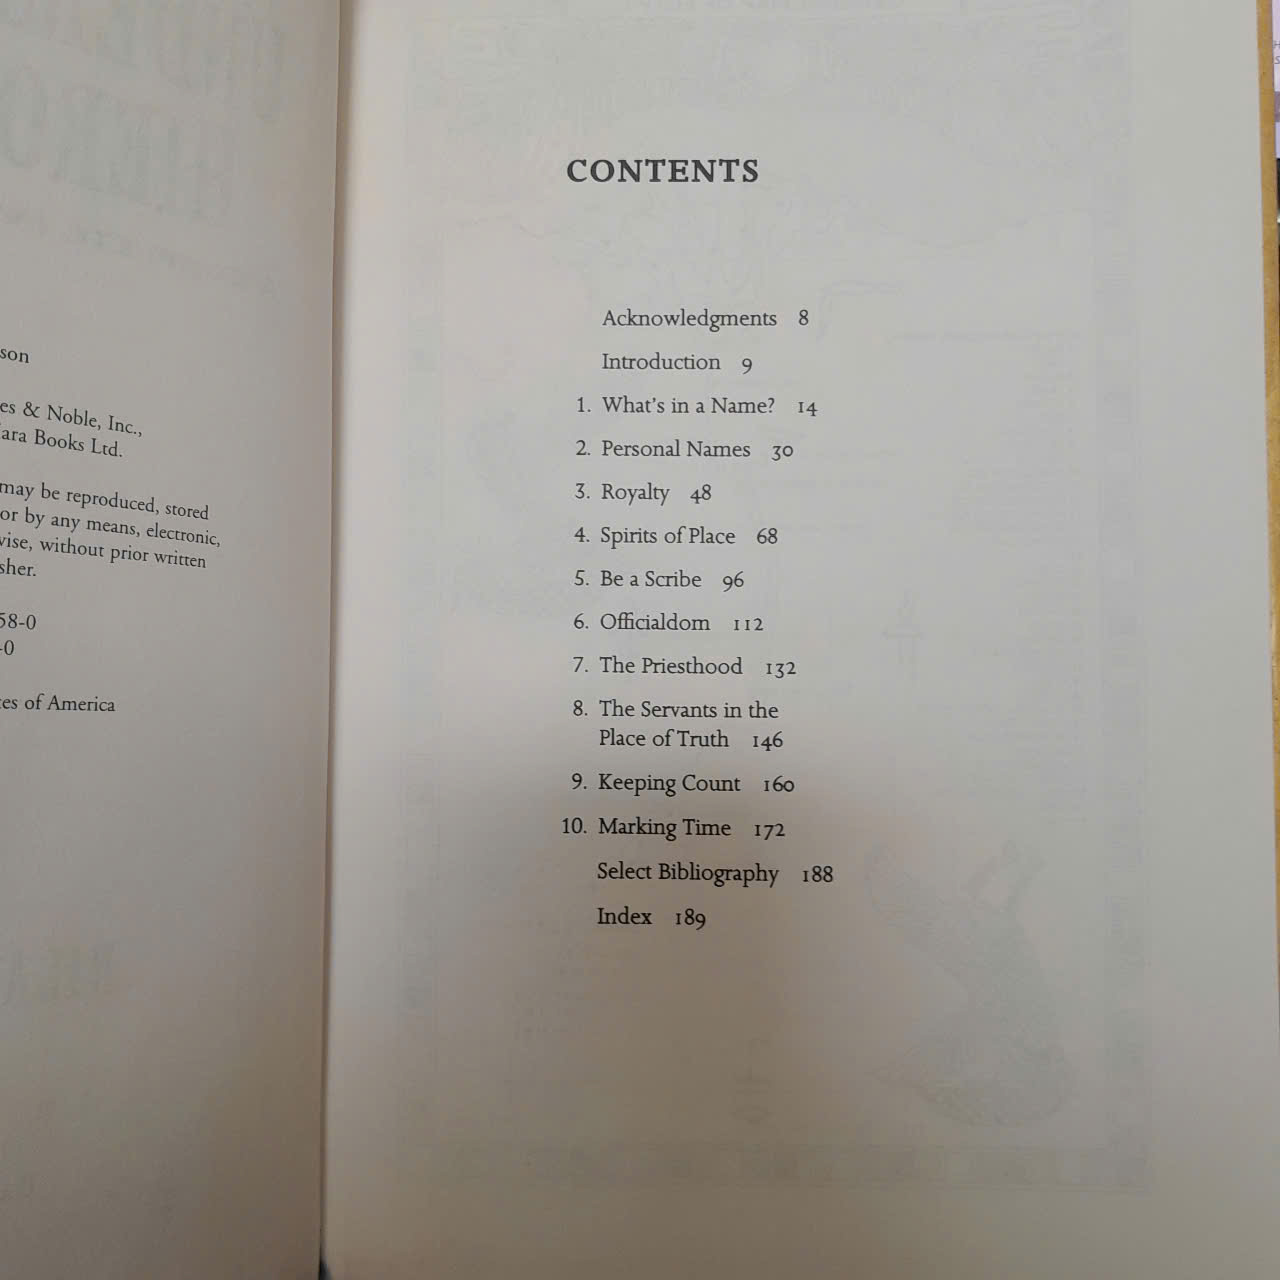 son
es & Noble, Inc.,
ara Books Ltd.
may be reproduced, stored
or by any means, electronic,
wise, without prior written
sher.
58-0
-0
es of America
CONTENTS
Acknowledgments 8
Introduction 9
1. What's in a Name? 14
2. Personal Names 30
3. Royalty 48
4. Spirits of Place 68
5. Be a Scribe 96
6. Officialdom 112
7. The Priesthood 132
8. The Servants in the
Place of Truth 146
9. Keeping Count 160
10. Marking Time 172
Select Bibliography 188
Index 189